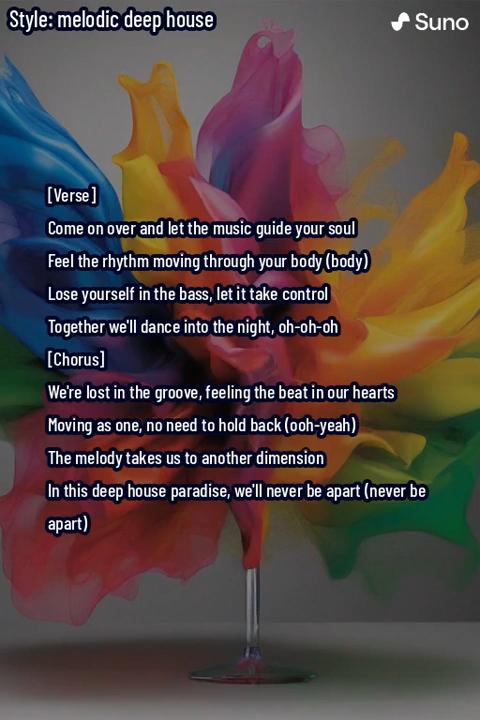 Style: melodic deep house
Suno
[Verse]
Come on over and let the music guide your soul
Feel the rhythm moving through your body (body)
Lose yourself in the bass, let it take control
Together we'll dance into the night, oh-oh-oh
[Chorus]
We're lost in the groove, feeling the beat in our hearts
Moving as one, no need to hold back (ooh-yeah)
The melody takes us to another dimension
In this deep house paradise, we'll never be apart (never be
apart)